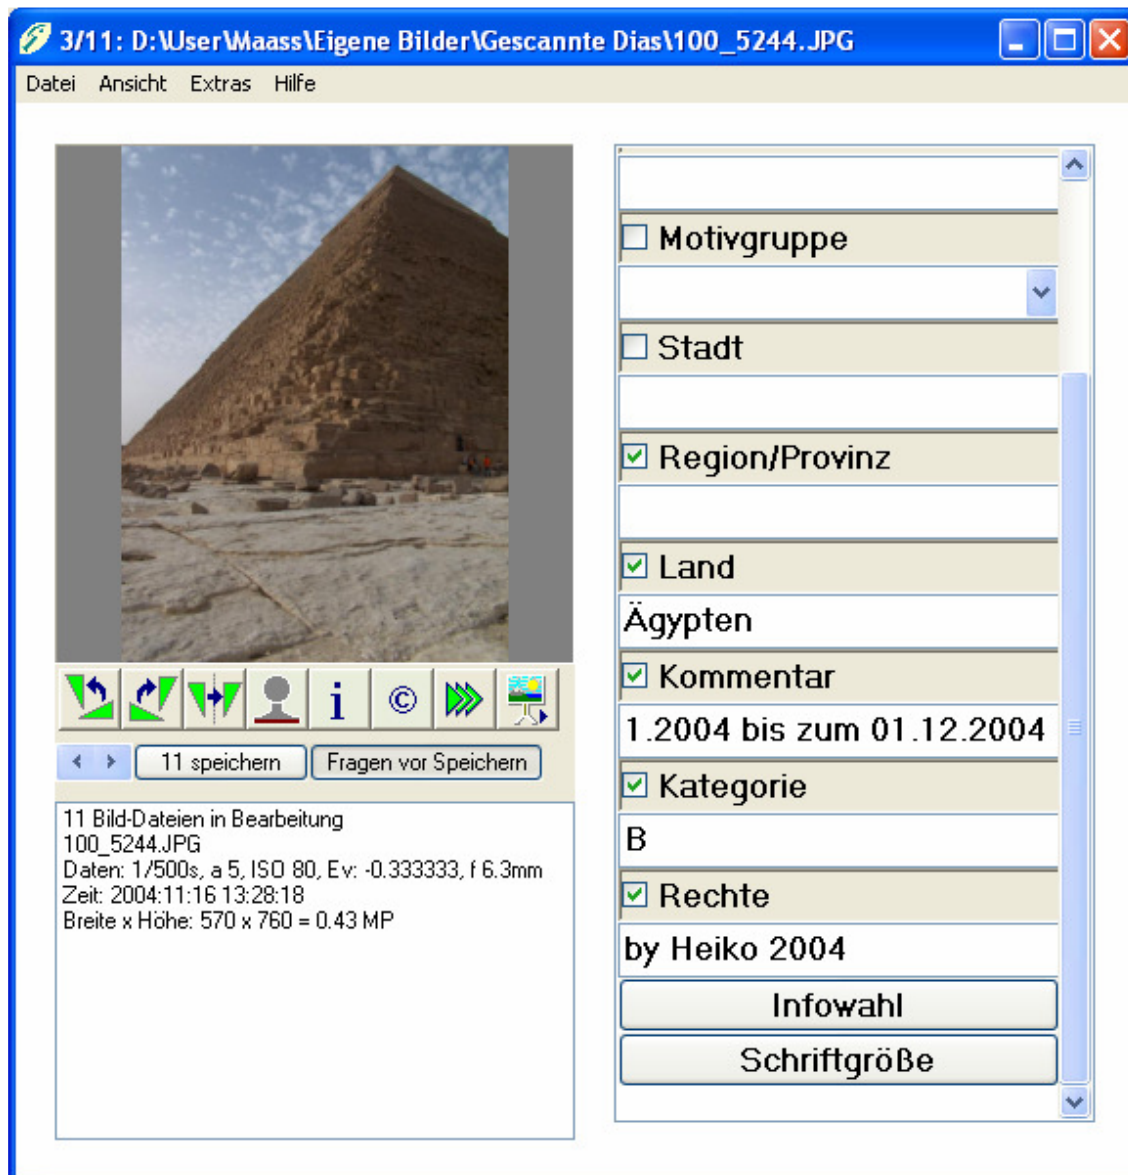 3/11: D:\User\Maass\Eigene Bilder\Gescannte Dias\100_5244.JPG
Datei Ansicht Extras Hilfe
i ©
11 speichern Fragen vor Speichern
11 Bild-Dateien in Bearbeitung
100_5244.JPG
Daten: 1/500s, a 5, ISO 80, Ev: -0.333333, f 6.3mm
Zeit: 2004:11:16 13:28:18
Breite x Höhe: 570 x 760 = 0.43 MP
Motivgruppe
Stadt
Region/Provinz
Land
Ägypten
Kommentar
1.2004 bis zum 01.12.2004
Kategorie
B
Rechte
by Heiko 2004
Infowahl
Schriftgröße